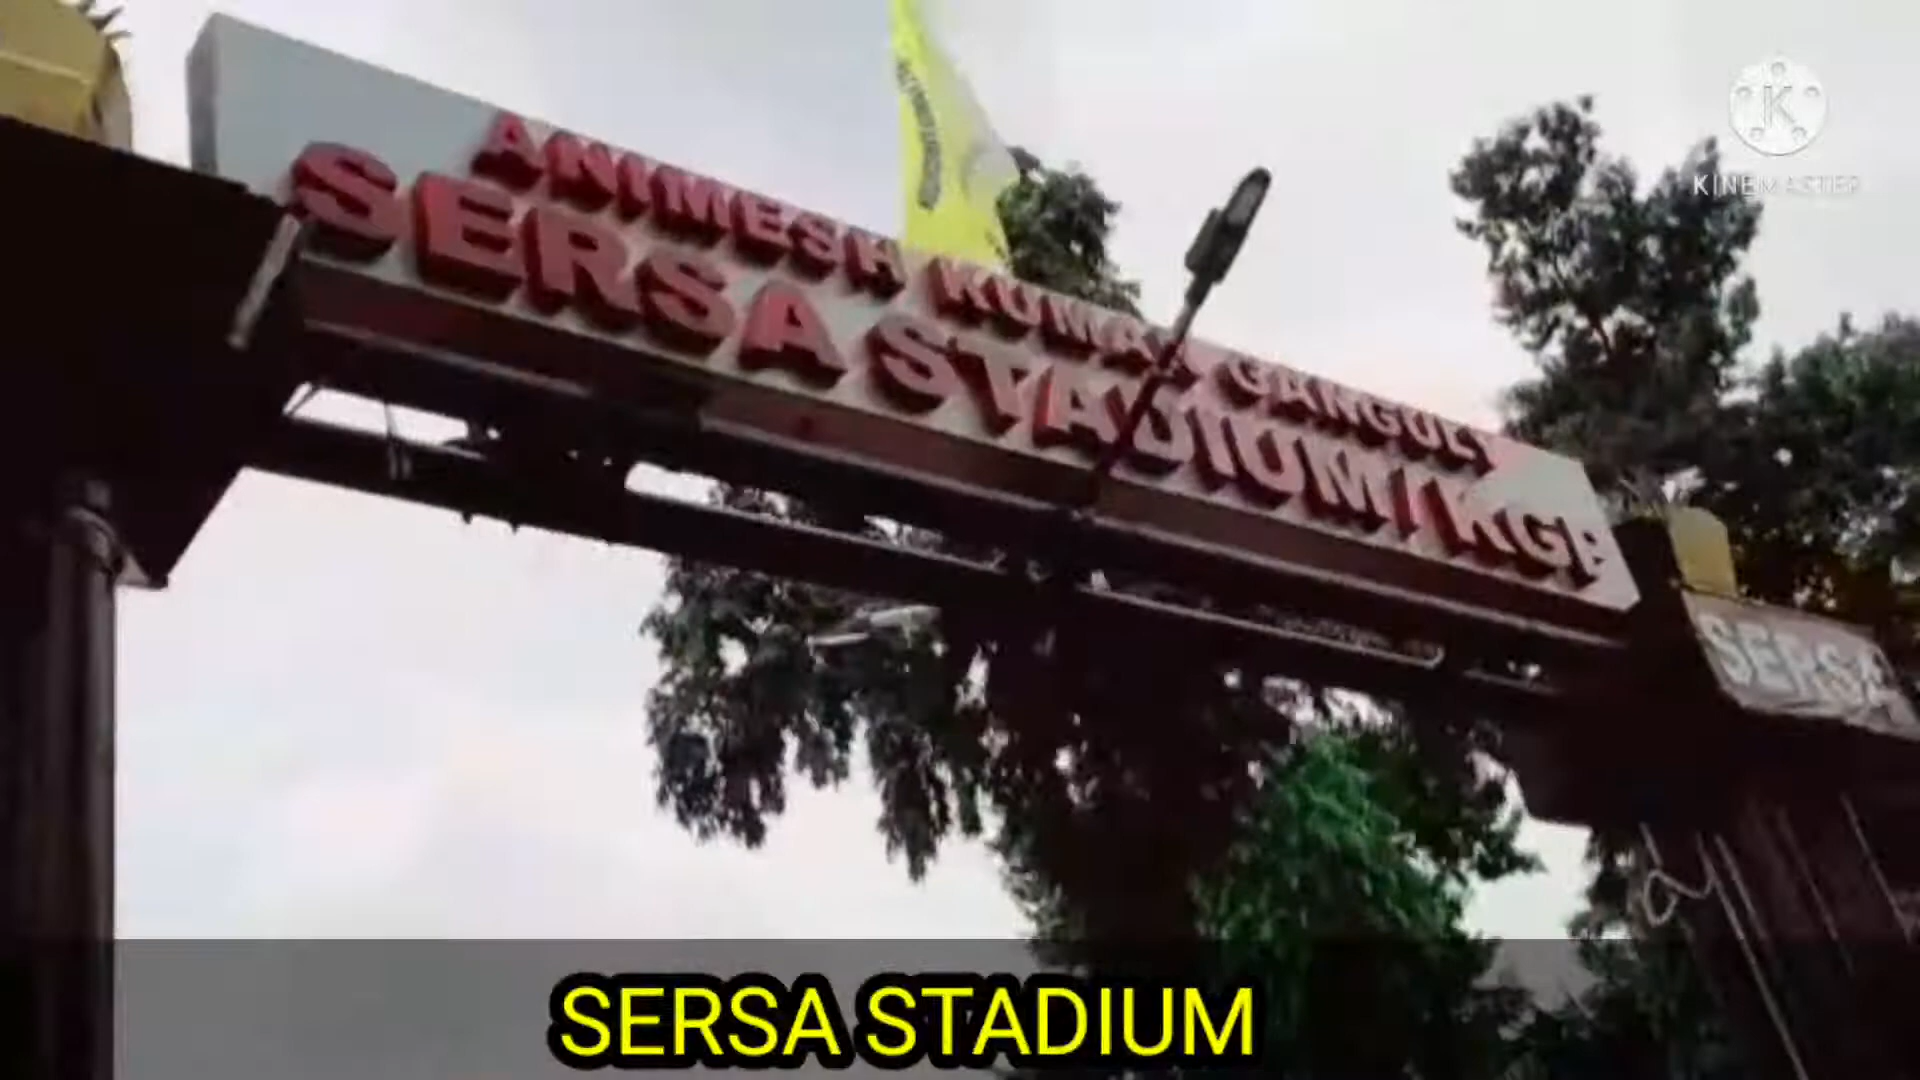 K
KINEMASTER
ANIMESH KUMAR GANGULY
SERSA STADIUM/KGP
SERSA
SERSA STADIUM